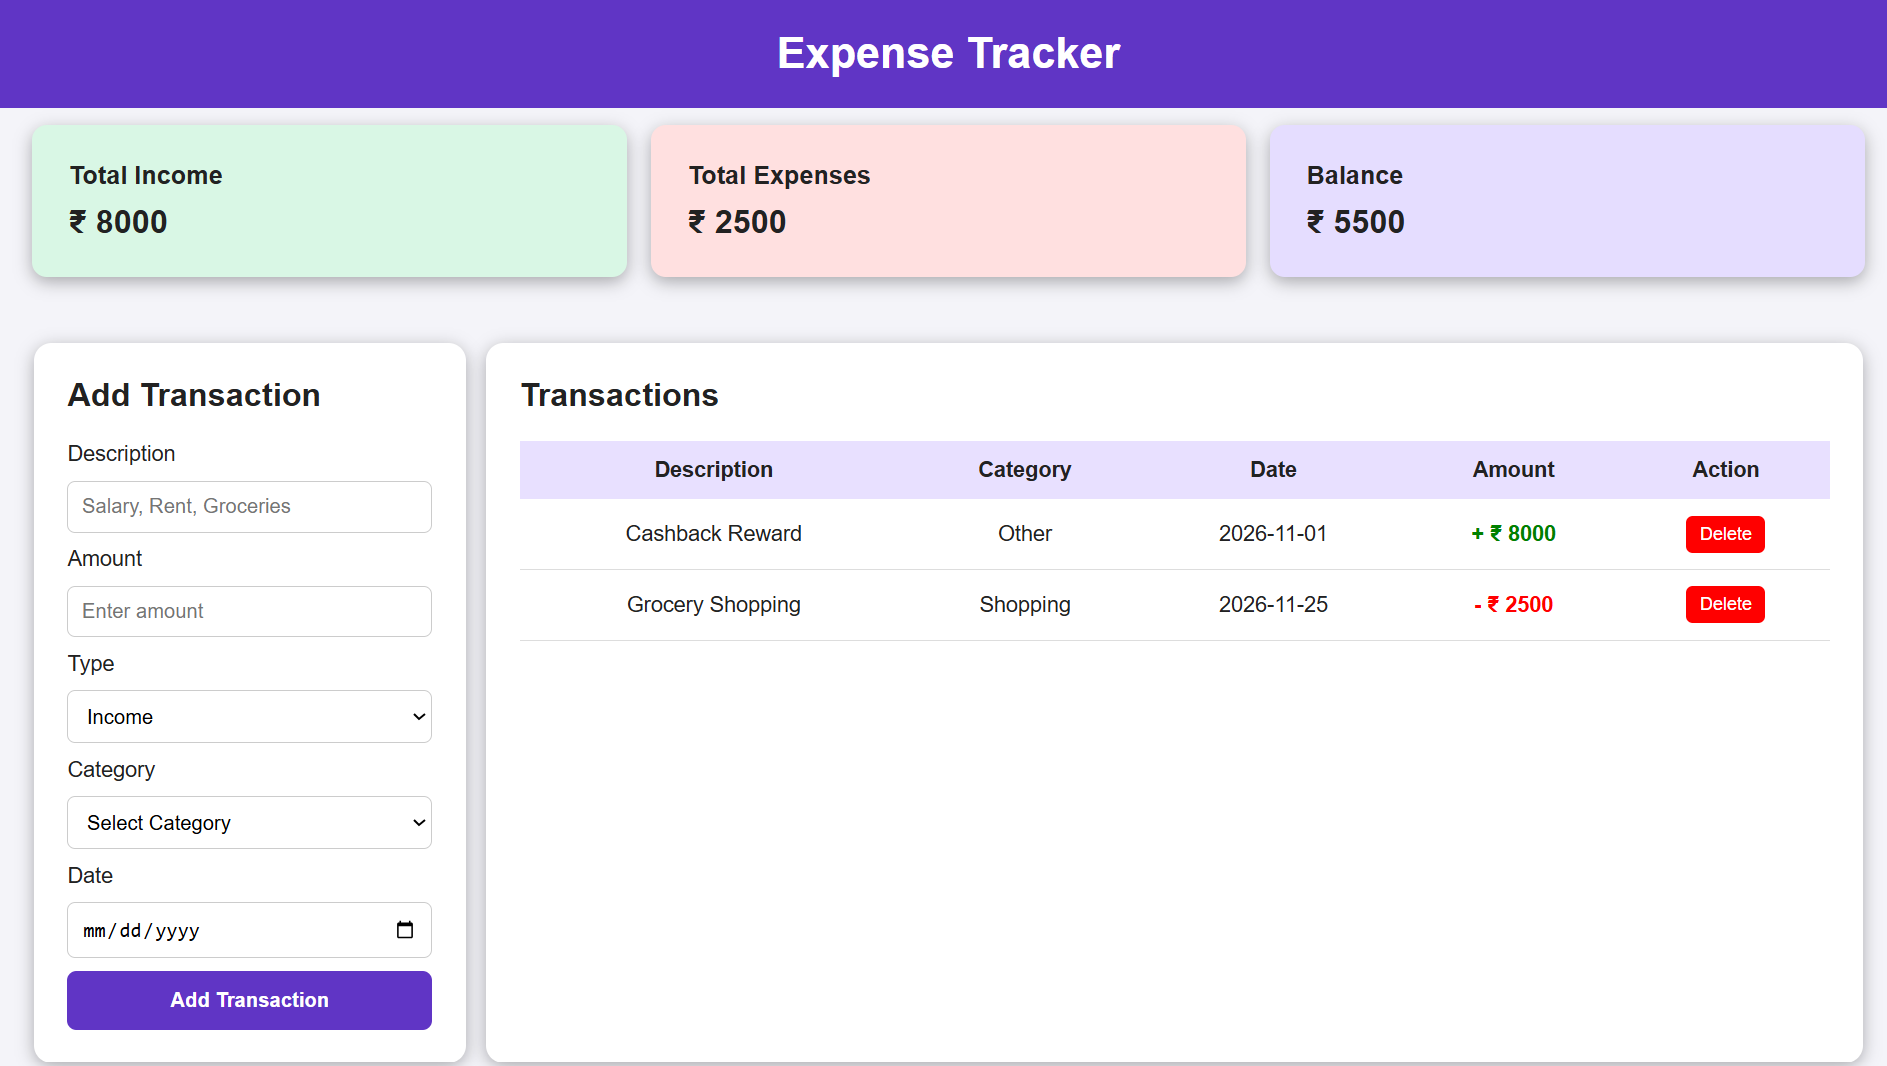 Expense Tracker
Total Income
₹ 8000
Total Expenses
₹ 2500
Balance
₹ 5500
Add Transaction
Description
Salary, Rent, Groceries
Amount
Enter amount
Type
Income
Category
Select Category
Date
mm/dd/yyyy
Add Transaction
Transactions
Description Category Date Amount Action
Cashback Reward Other 2026-11-01 + ₹ 8000 Delete
Grocery Shopping Shopping 2026-11-25 - ₹ 2500 Delete